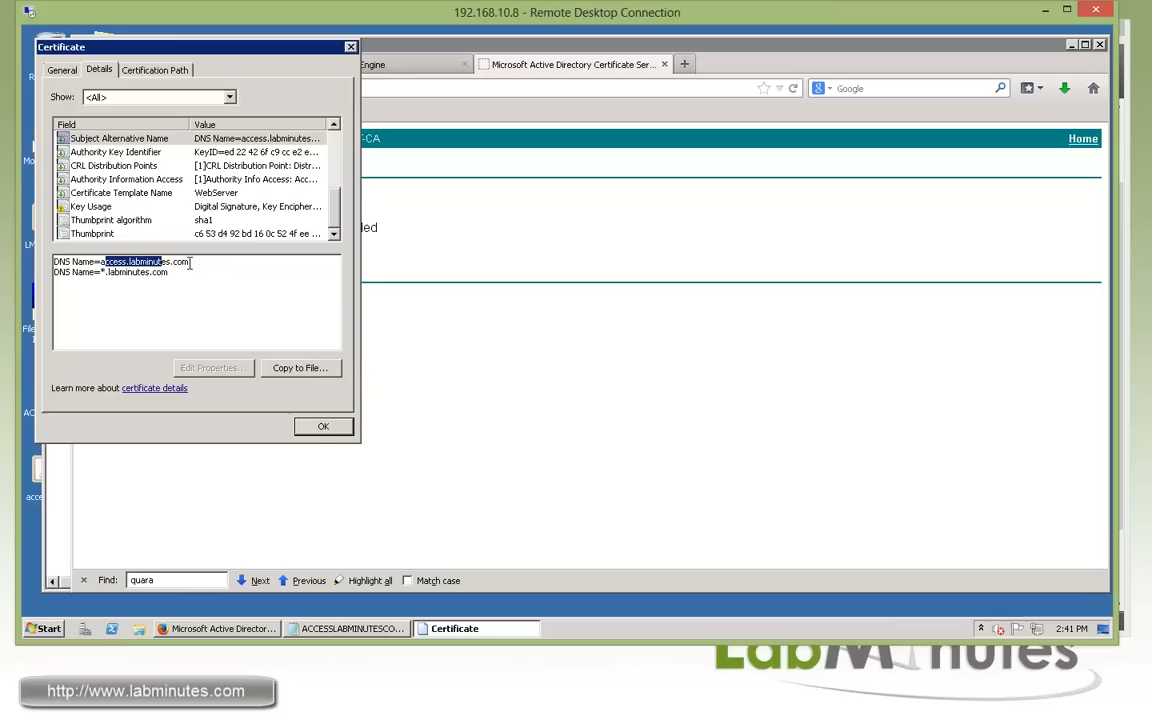 192.168.10.8 - Remote Desktop Connection
Certificate
General
Details
Certification Path
Show:
<All>
Field
Value
Subject Alternative Name
DNS Name=access.labminutes...
Authority Key Identifier
KeyID=ed 22 42 6f c9 cc e2 e...
CRL Distribution Points
[1]CRL Distribution Point: Distr...
Authority Information Access
[1]Authority Info Access: Acc...
Certificate Template Name
WebServer
Key Usage
Digital Signature, Key Encipher...
Thumbprint algorithm
sha1
Thumbprint
c6 53 d4 92 bd 16 0c 52 4f ee ...
DNS Name=access.labminutes.com
DNS Name=*.labminutes.com
Edit Properties...
Copy to File...
Learn more about certificate details
OK
Engine
Microsoft Active Directory Certificate Ser...
Google
-CA
Home
led
R
Mo
LM
File
I
AC
acce
Find:
quara
Next
Previous
Highlight all
Match case
Start
Microsoft Active Director...
ACCESSLABMINUTESCO...
Certificate
2:41 PM
LabMinutes
http://www.labminutes.com